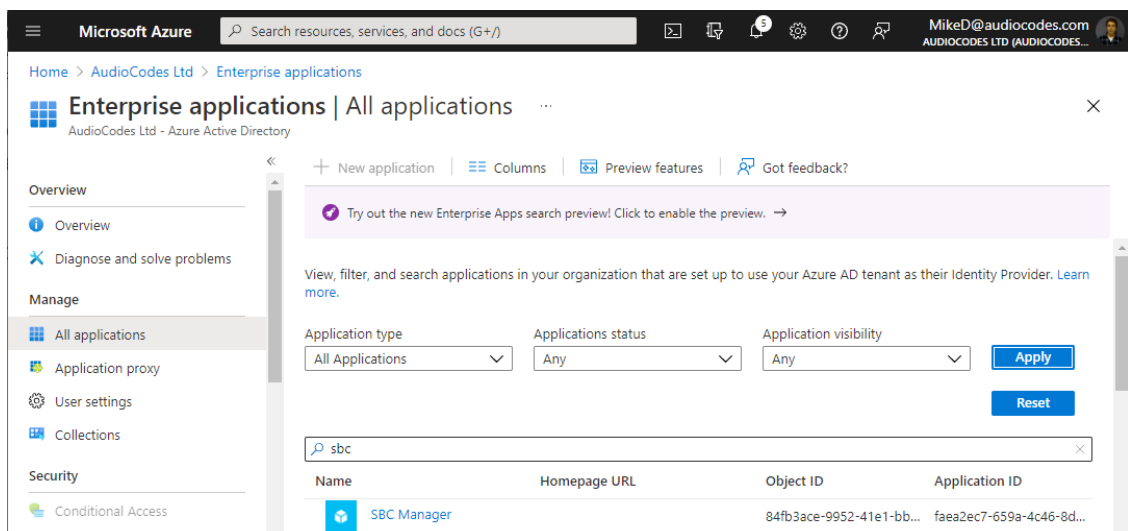 Microsoft Azure
Search resources, services, and docs (G+/)
5
MikeD@audiocodes.com
AUDIOCODES LTD (AUDIOCODES...
Home > AudioCodes Ltd > Enterprise applications
Enterprise applications | All applications ...
AudioCodes Ltd - Azure Active Directory
Overview
Overview
Diagnose and solve problems
Manage
All applications
Application proxy
User settings
Collections
Security
Conditional Access
New application
Columns
Preview features
Got feedback?
Try out the new Enterprise Apps search preview! Click to enable the preview. →
View, filter, and search applications in your organization that are set up to use your Azure AD tenant as their Identity Provider. Learn
more.
Application type
All Applications
Applications status
Any
Application visibility
Any
Apply
Reset
sbc
Name Homepage URL Object ID Application ID
SBC Manager 84fb3ace-9952-41e1-bb... faea2ec7-659a-4c46-8d...